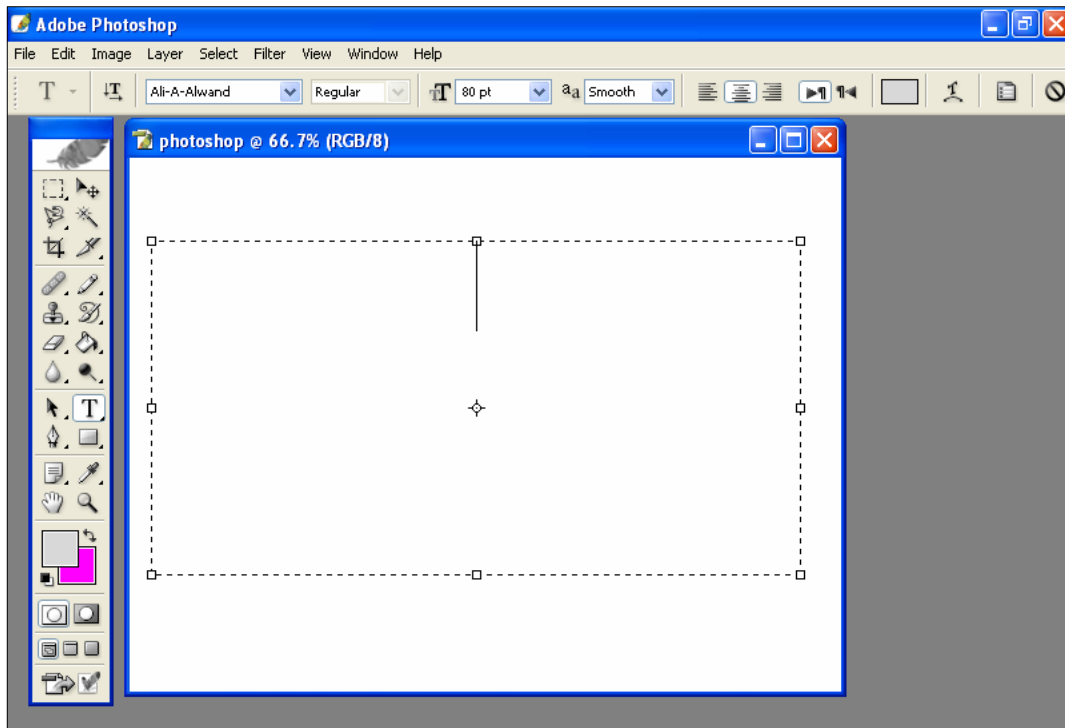 Adobe Photoshop
File Edit Image Layer Select Filter View Window Help
T T Ali-A-Alwand Regular T 80 pt aa Smooth
photoshop @ 66.7% (RGB/8)
T